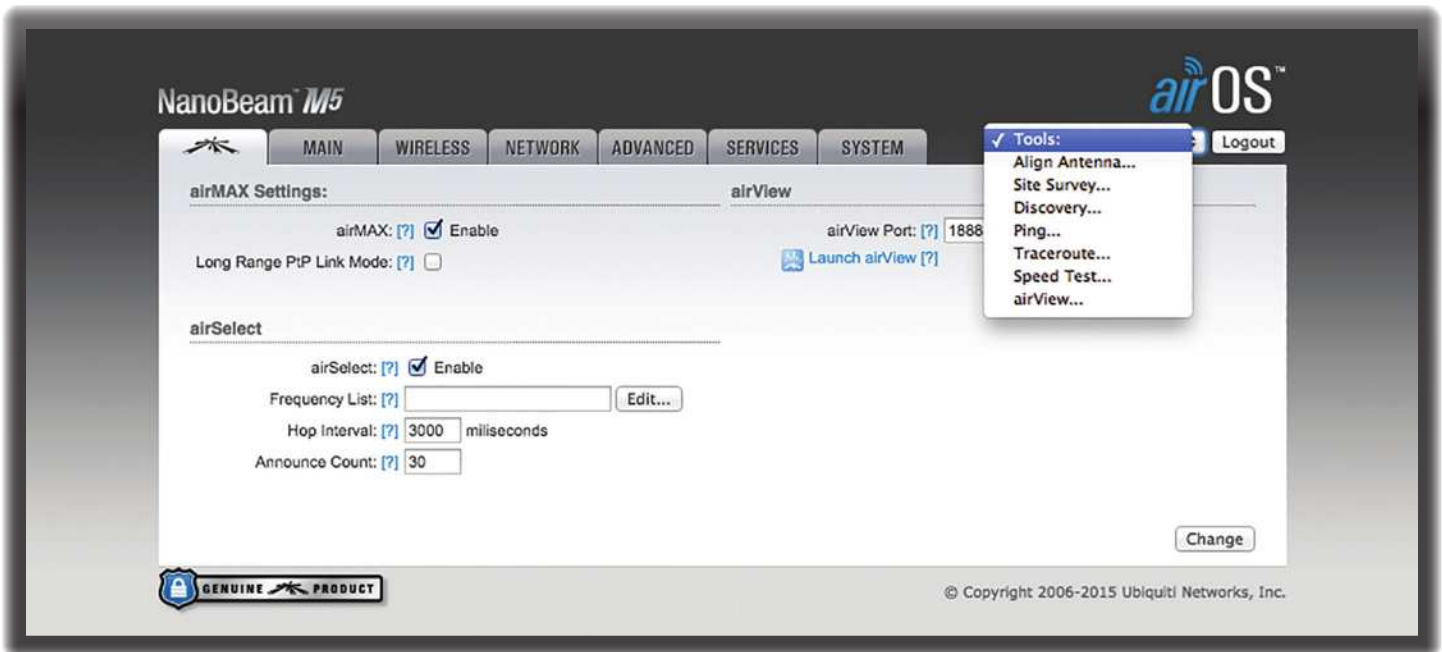 NanoBeam™ M5
airOS™
MAIN WIRELESS NETWORK ADVANCED SERVICES SYSTEM
✓ Tools:
Align Antenna...
Site Survey...
Discovery...
Ping...
Traceroute...
Speed Test...
airView...
Logout
airMAX Settings:
airMAX: [?] Enable
Long Range PtP Link Mode: [?]
airView
airView Port: [?] 1888
Launch airView [?]
airSelect
airSelect: [?] Enable
Frequency List: [?] Edit...
Hop Interval: [?] 3000 miliseconds
Announce Count: [?] 30
Change
GENUINE PRODUCT
© Copyright 2006-2015 Ubiquiti Networks, Inc.